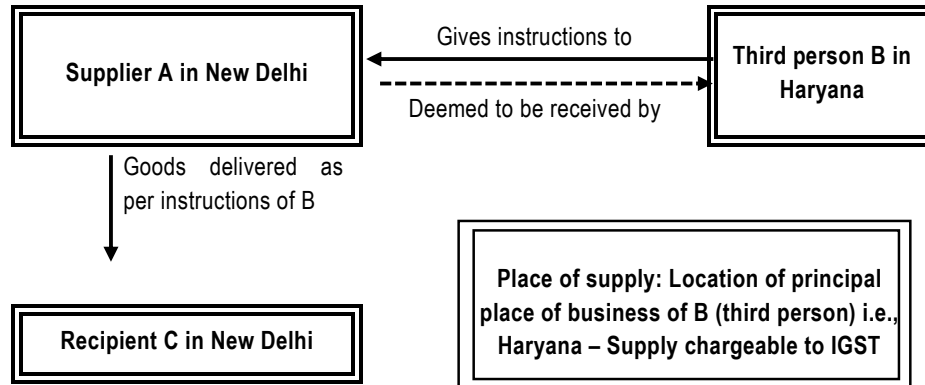 Supplier A in New Delhi
Gives instructions to
Deemed to be received by
Third person B in
Haryana
Goods delivered as
per instructions of B
Recipient C in New Delhi
Place of supply: Location of principal
place of business of B (third person) i.e.,
Haryana – Supply chargeable to IGST